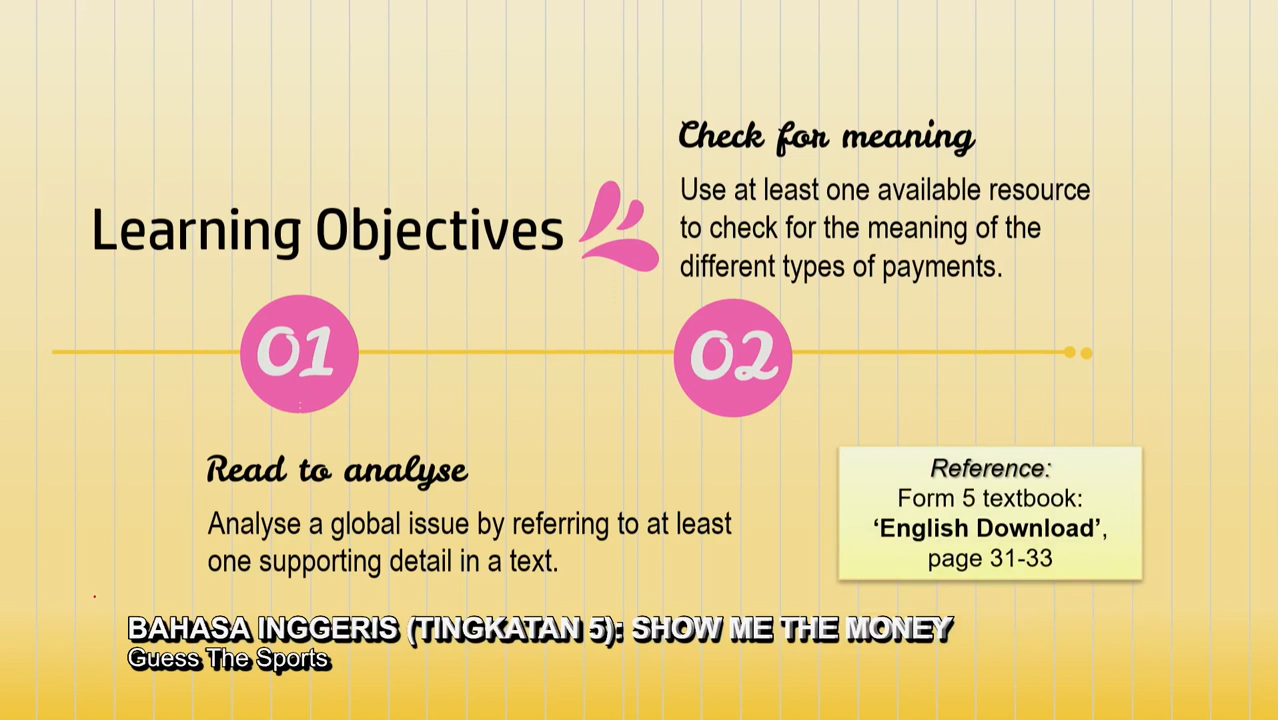 Learning Objectives
01
Read to analyse
Analyse a global issue by referring to at least
one supporting detail in a text.
Check for meaning
Use at least one available resource
to check for the meaning of the
different types of payments.
02
Reference:
Form 5 textbook:
‘English Download’,
page 31-33
BAHASA INGGERIS (TINGKATAN 5): SHOW ME THE MONEY
Guess The Sports